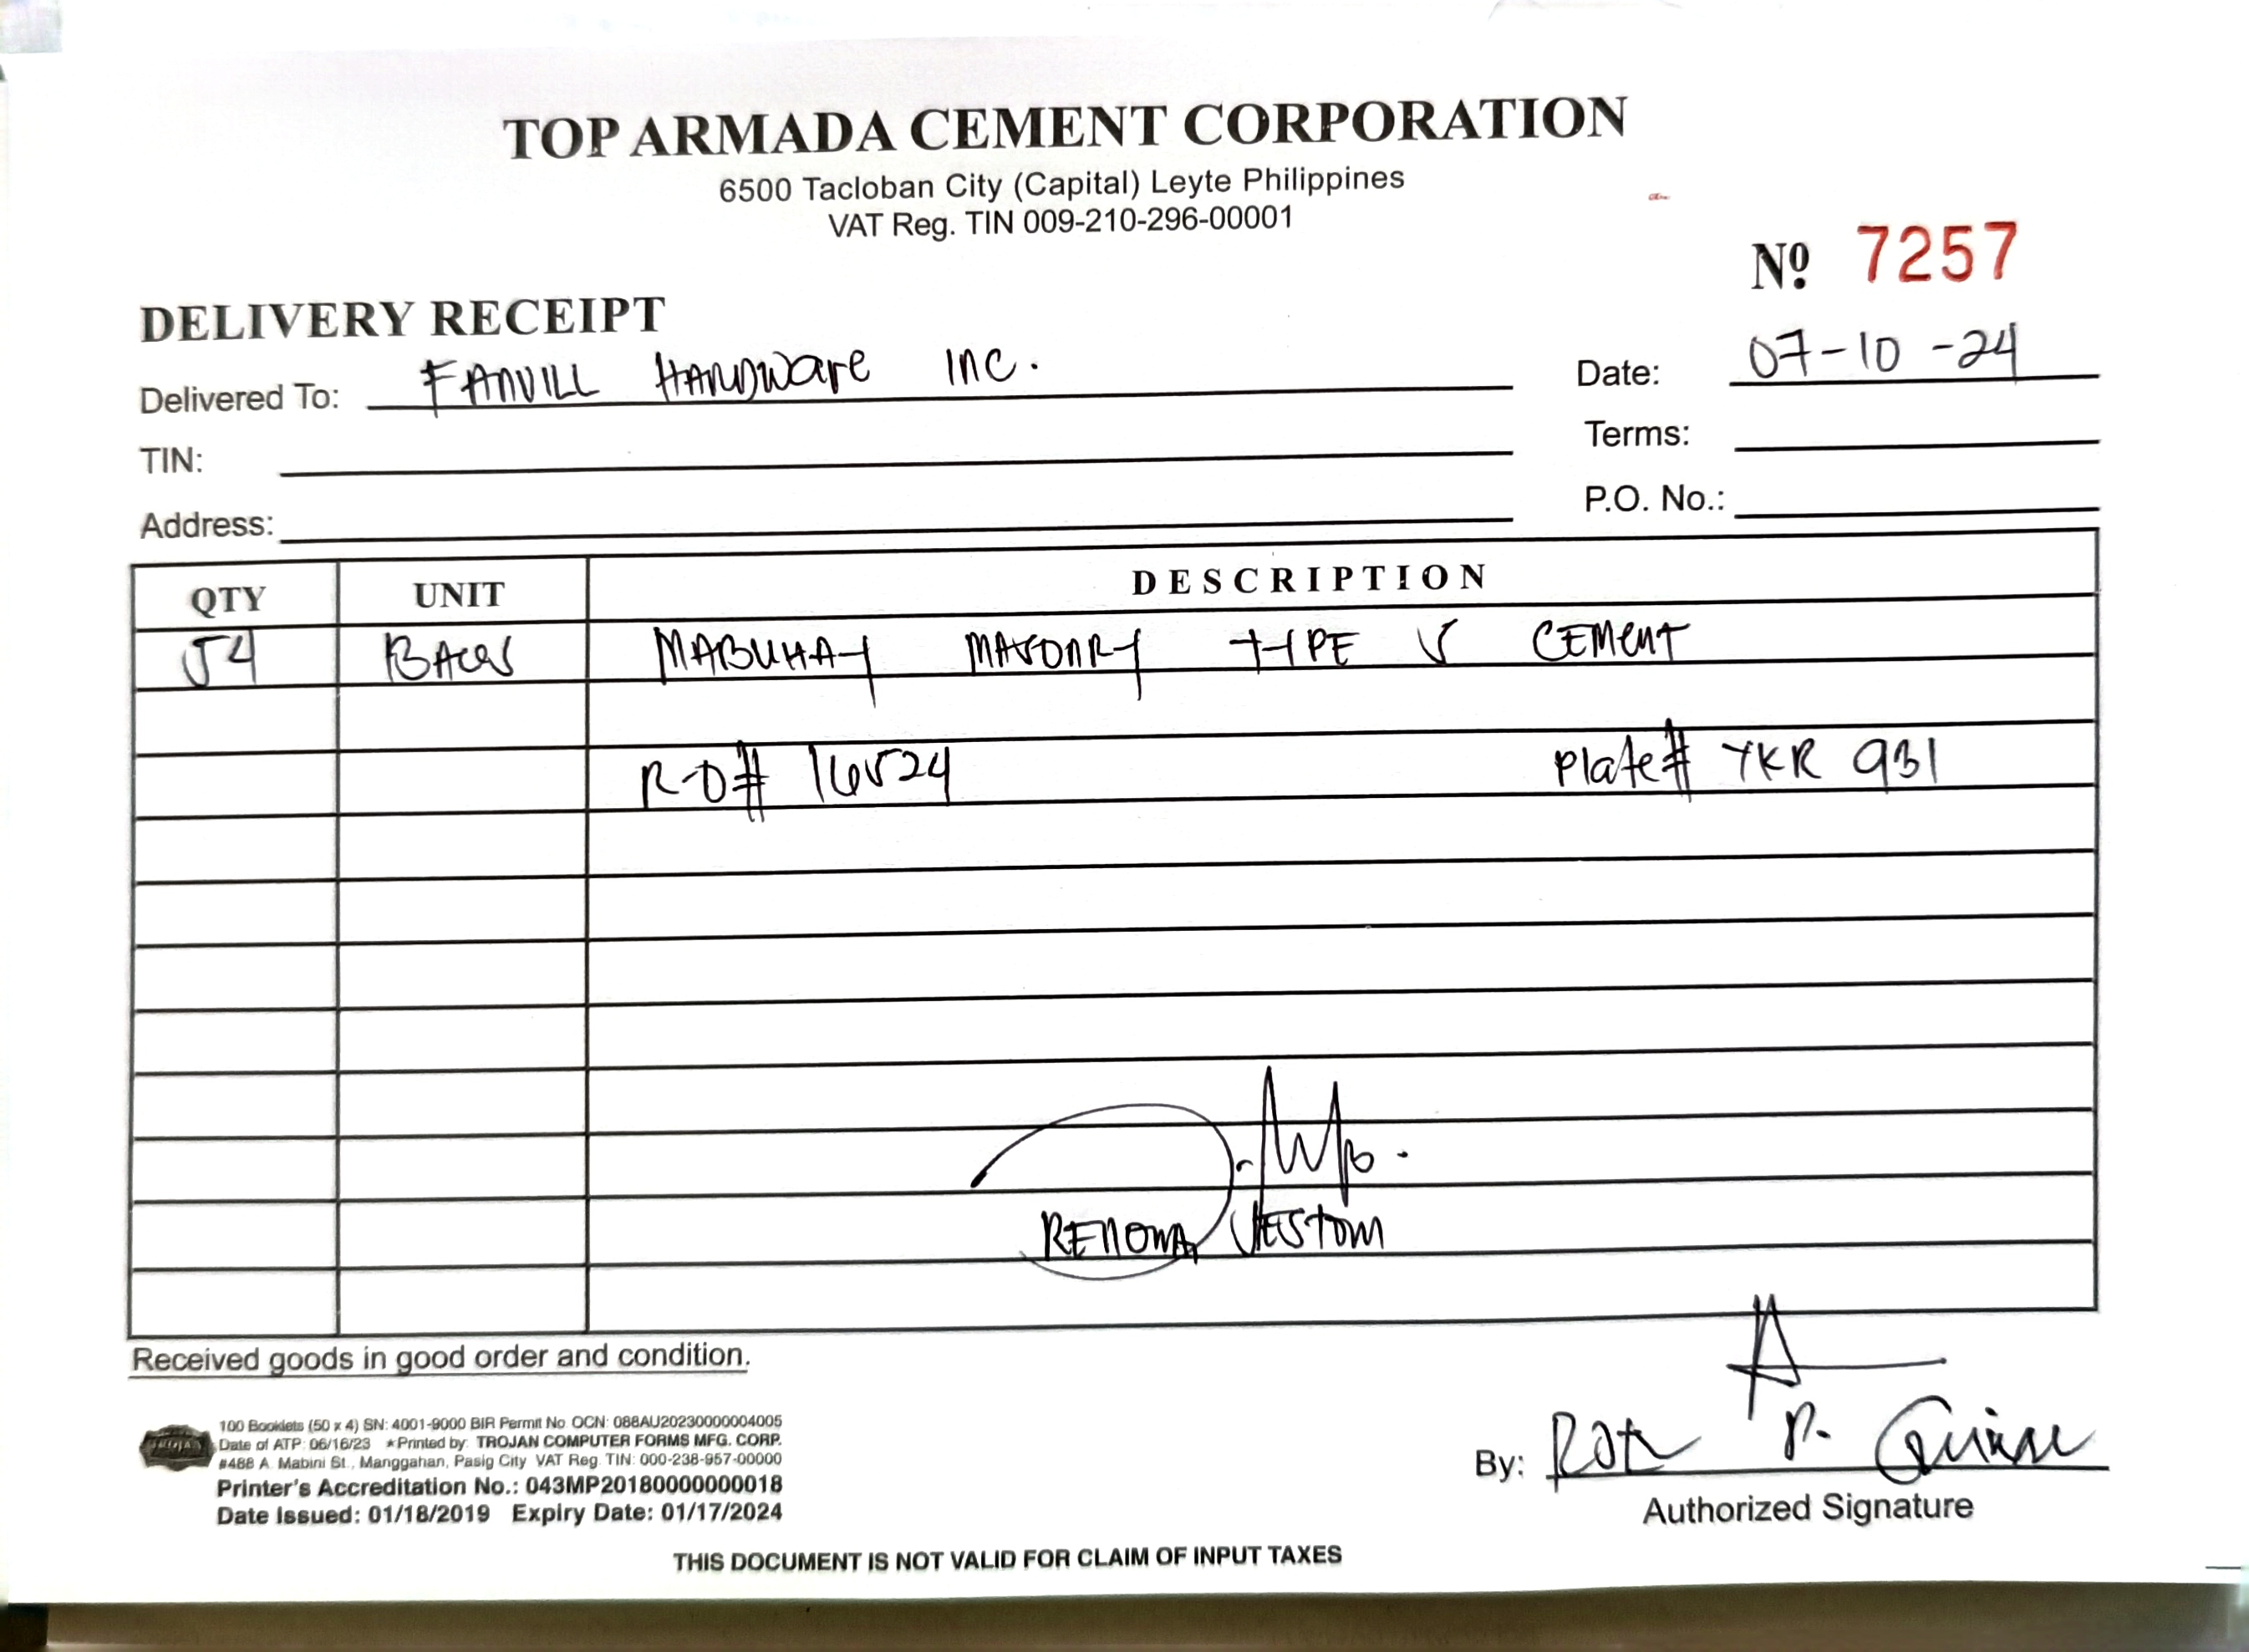 TOP ARMADA CEMENT CORPORATION
6500 Tacloban City (Capital) Leyte Philippines
VAT Reg. TIN 009-210-296-00001
Nº 7257
DELIVERY RECEIPT
Delivered To: FANVILL HARDWARE INC.
Date: 07-10-24
TIN:
Terms:
Address:
P.O. No.:
QTY UNIT DESCRIPTION
54 BAGS MABUHAY MASONRY TYPE S CEMENT
R-O# 16524 Plate# YKR 931
RENOMA
Received goods in good order and condition.
100 Booklets (50 x 4) SN: 4001-9000 BIR Permit No OCN: 088AU20230000004005
TROJAN Date of ATP: 06/16/23 ★Printed by: TROJAN COMPUTER FORMS MFG. CORP.
#488 A. Mabini St., Manggahan, Pasig City VAT Reg. TIN: 000-238-957-00000
Printer's Accreditation No.: 043MP20180000000018
Date Issued: 01/18/2019 Expiry Date: 01/17/2024
By:
Authorized Signature
THIS DOCUMENT IS NOT VALID FOR CLAIM OF INPUT TAXES